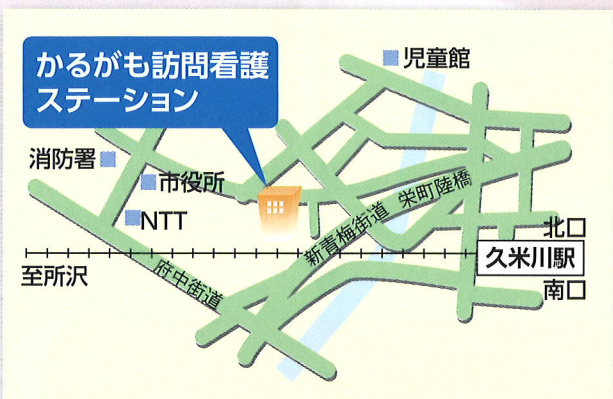 かるがも訪問看護
ステーション
児童館
消防署
市役所
NTT
新青梅街道 栄町陸橋
北口
久米川駅
至所沢
府中街道
南口